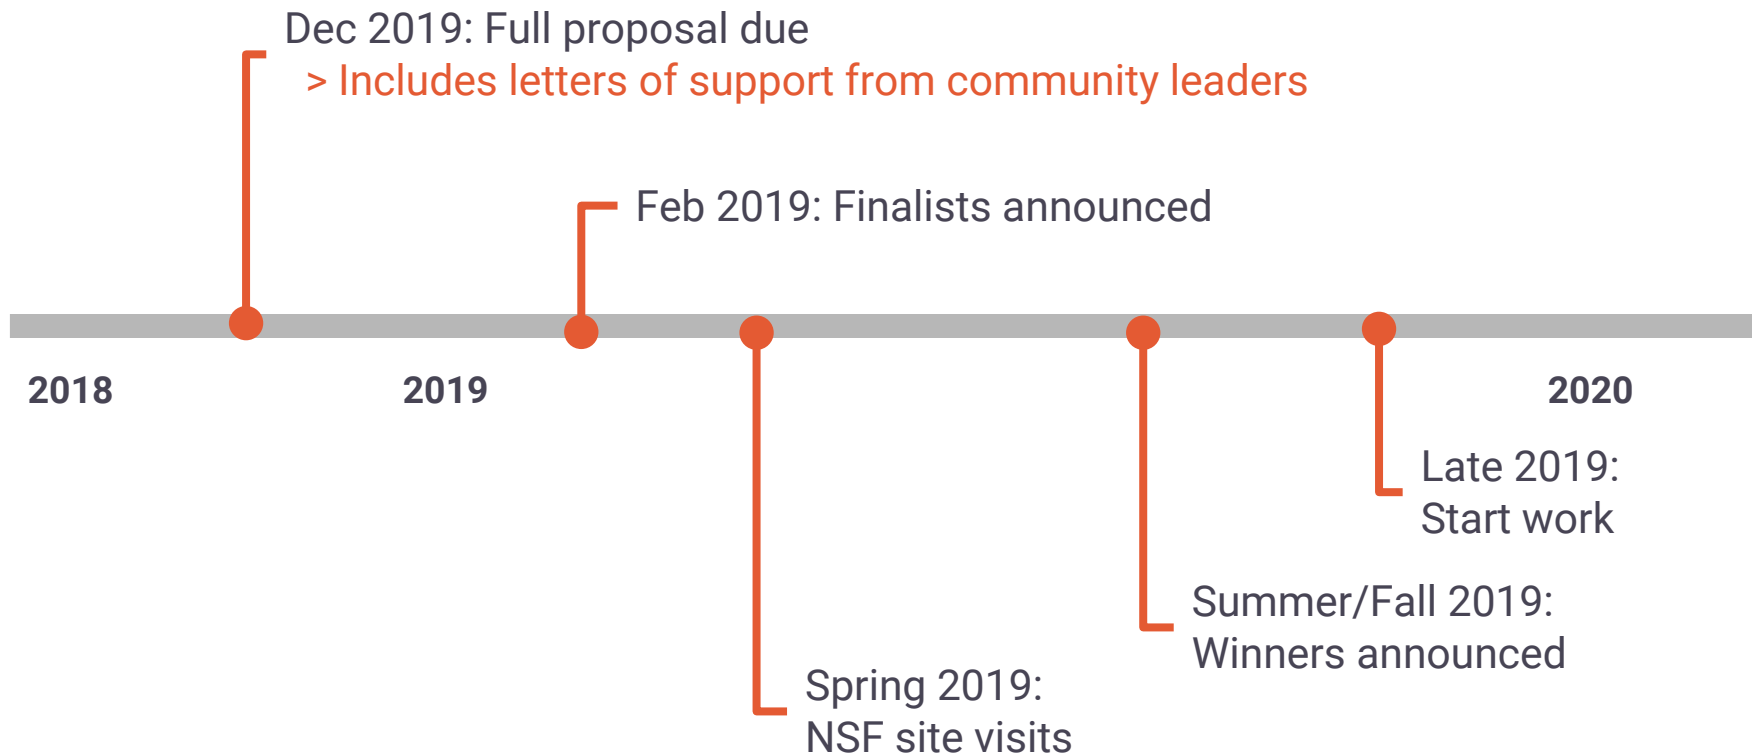 Dec 2019: Full proposal due
> Includes letters of support from community leaders
Feb 2019: Finalists announced
2018
2019
2020
Late 2019:
Start work
Summer/Fall 2019:
Winners announced
Spring 2019:
NSF site visits